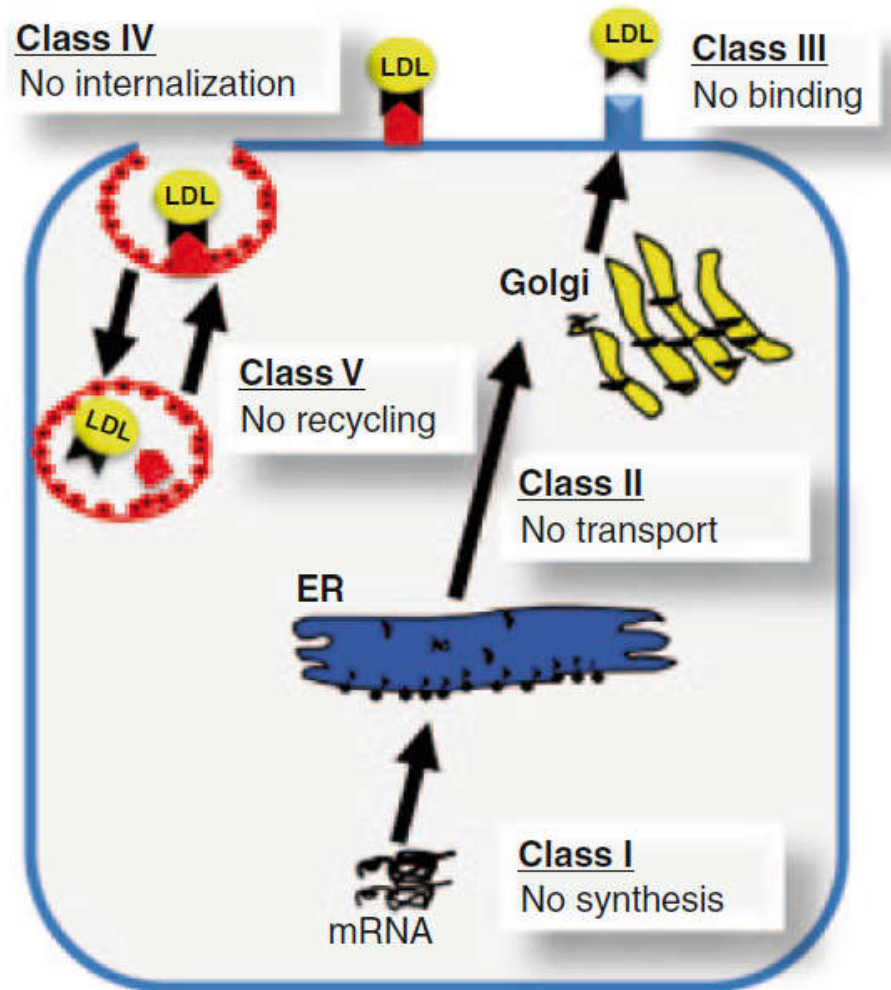 Class IV
No internalization
LDL
LDL
Class III
No binding
LDL
Golgi
Class V
No recycling
LDL
Class II
No transport
ER
Class I
No synthesis
mRNA